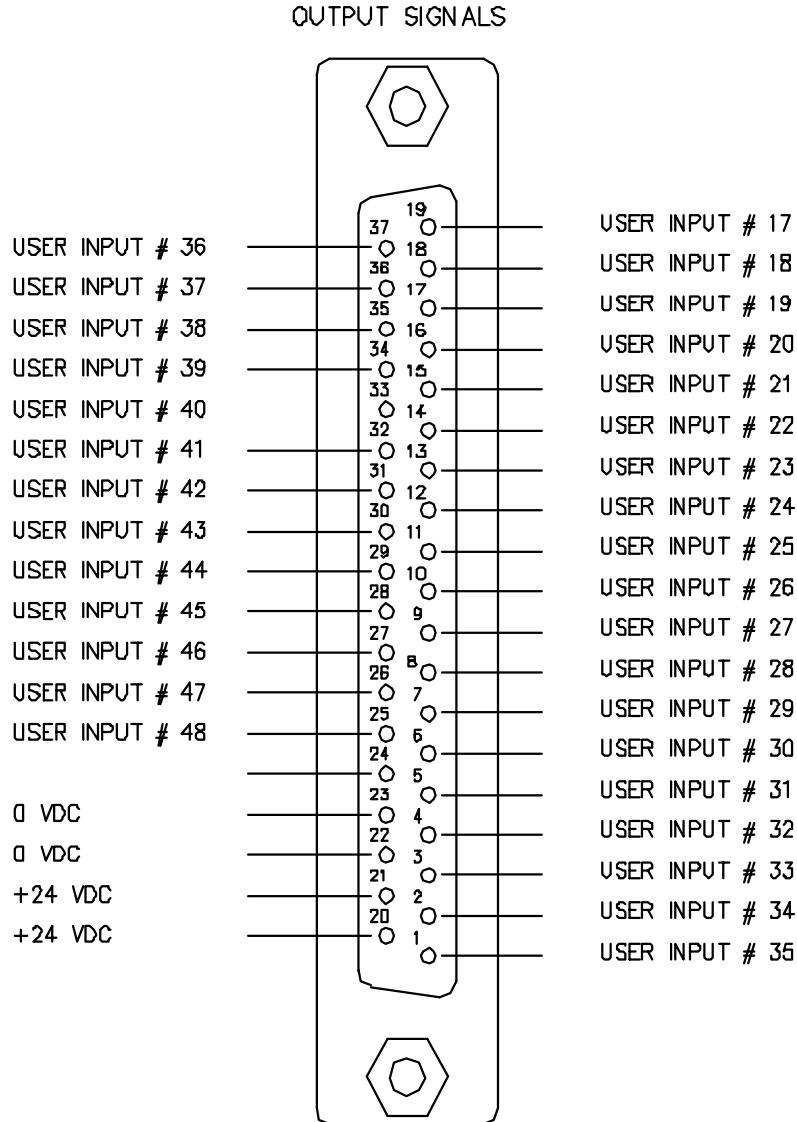 OUTPUT SIGNALS
19
37
USER INPUT # 17
USER INPUT # 36
18
36
USER INPUT # 18
USER INPUT # 37
17
35
USER INPUT # 19
USER INPUT # 38
16
34
USER INPUT # 20
USER INPUT # 39
15
33
USER INPUT # 21
USER INPUT # 40
14
32
USER INPUT # 22
USER INPUT # 41
13
31
USER INPUT # 23
USER INPUT # 42
12
30
USER INPUT # 24
USER INPUT # 43
11
29
USER INPUT # 25
USER INPUT # 44
10
28
USER INPUT # 26
USER INPUT # 45
9
27
USER INPUT # 27
USER INPUT # 46
8
26
USER INPUT # 28
USER INPUT # 47
7
25
USER INPUT # 29
USER INPUT # 48
6
24
USER INPUT # 30
5
23
USER INPUT # 31
0 VDC
4
22
USER INPUT # 32
0 VDC
3
21
USER INPUT # 33
+24 VDC
2
20
USER INPUT # 34
+24 VDC
1
USER INPUT # 35